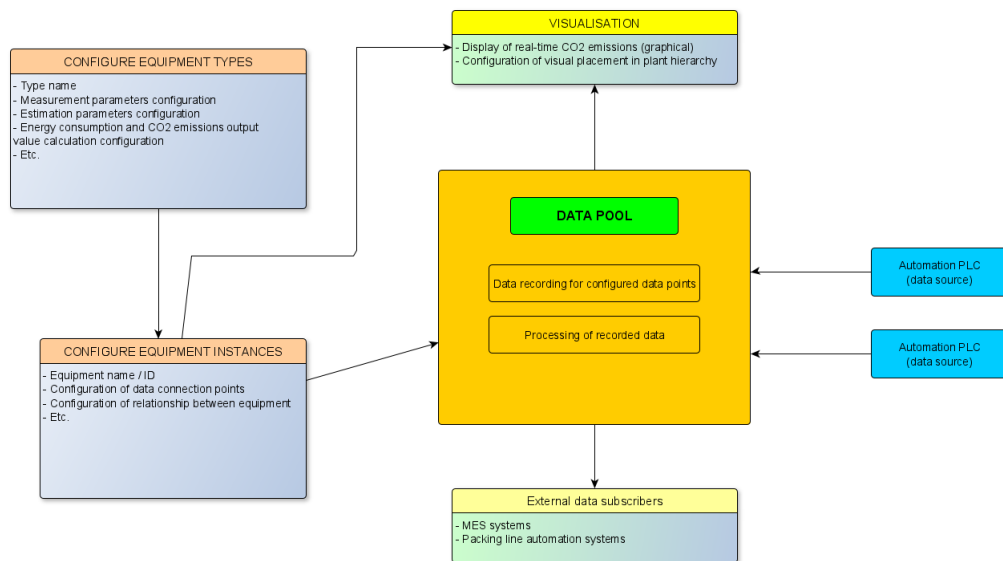 VISUALISATION
- Display of real-time CO2 emissions (graphical)
- Configuration of visual placement in plant hierarchy
CONFIGURE EQUIPMENT TYPES
- Type name
- Measurement parameters configuration
- Estimation parameters configuration
- Energy consumption and CO2 emissions output
value calculation configuration
- Etc.
DATA POOL
Data recording for configured data points
Processing of recorded data
Automation PLC
(data source)
Automation PLC
(data source)
CONFIGURE EQUIPMENT INSTANCES
- Equipment name / ID
- Configuration of data connection points
- Configuration of relationship between equipment
- Etc.
External data subscribers
- MES systems
- Packing line automation systems